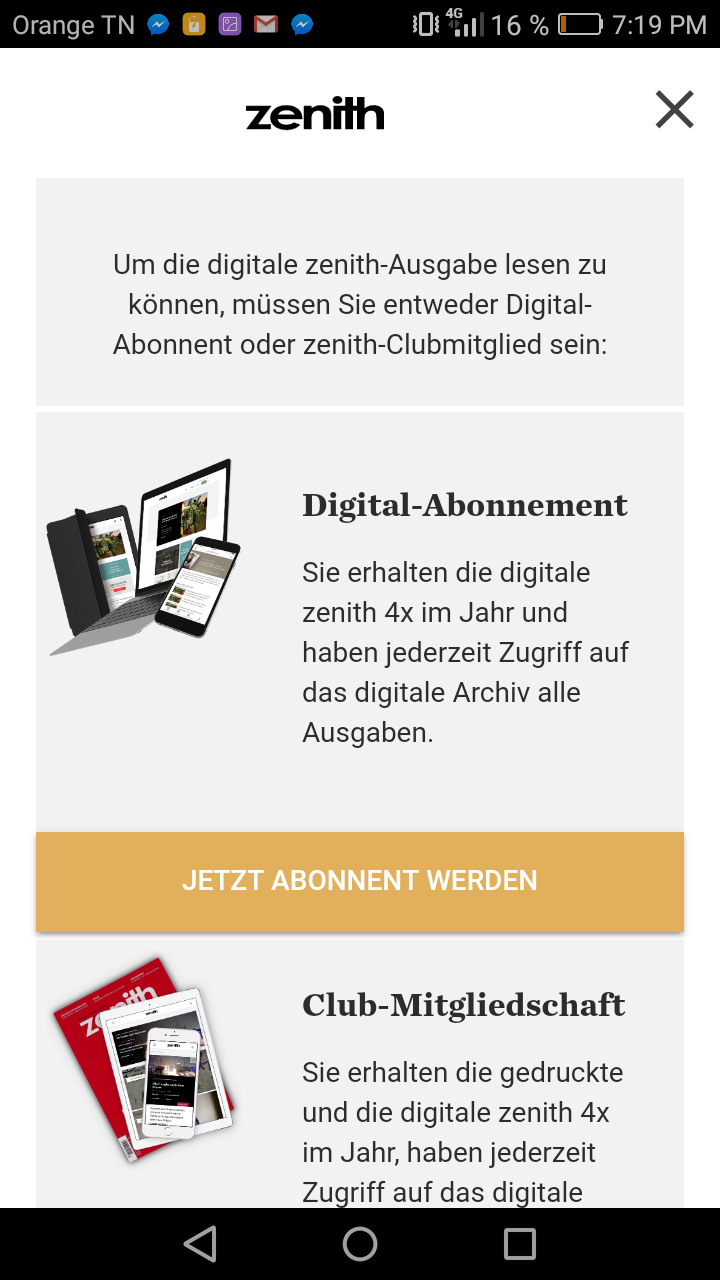 Orange TN 4G 16 % 7:19 PM
zenith
Um die digitale zenith-Ausgabe lesen zu
können, müssen Sie entweder Digital-
Abonnent oder zenith-Clubmitglied sein:
Digital-Abonnement
Sie erhalten die digitale
zenith 4x im Jahr und
haben jederzeit Zugriff auf
das digitale Archiv alle
Ausgaben.
JETZT ABONNENT WERDEN
zenith
zenith
Club-Mitgliedschaft
Sie erhalten die gedruckte
und die digitale zenith 4x
im Jahr, haben jederzeit
Zugriff auf das digitale